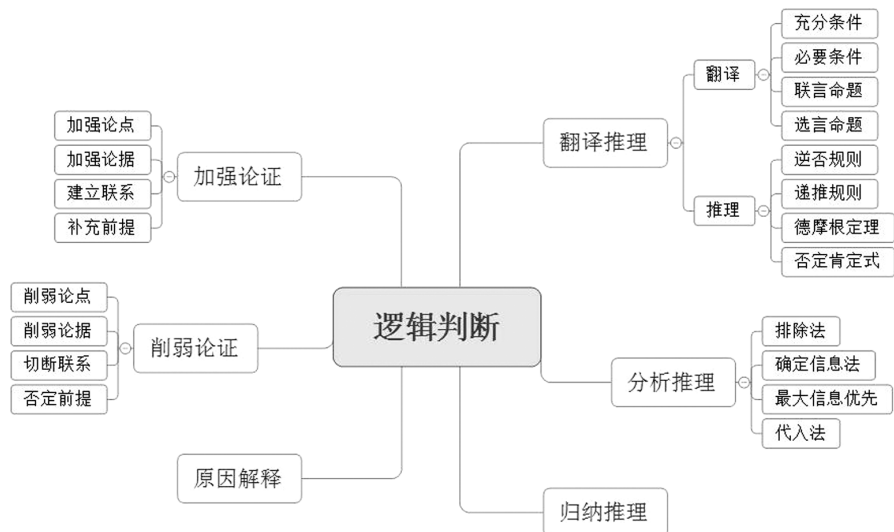 逻辑判断
翻译推理
翻译
充分条件
必要条件
联言命题
选言命题
推理
逆否规则
递推规则
德摩根定理
否定肯定式
分析推理
排除法
确定信息法
最大信息优先
代入法
归纳推理
加强论证
加强论点
加强论据
建立联系
补充前提
削弱论证
削弱论点
削弱论据
切断联系
否定前提
原因解释